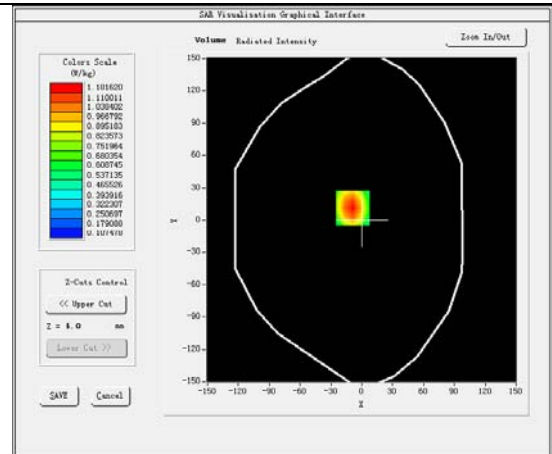 SAR Visualisation Graphical Interface
Volume Radiated Intensity
Zoom In/Out
Colors Scale
(W/kg)
1.181620
1.110011
1.038402
0.966792
0.895183
0.823573
0.751964
0.680354
0.608745
0.537135
0.465526
0.393916
0.322307
0.250697
0.179088
0.107478
150
120
90
60
30
0
-30
-60
-90
-120
-150
Y
-150 -120 -90 -60 -30 0 30 60 90 120 150
X
Z-Cuts Control
<< Upper Cut
Z = 4.0 mm
Lower Cut >>
SAVE Cancel